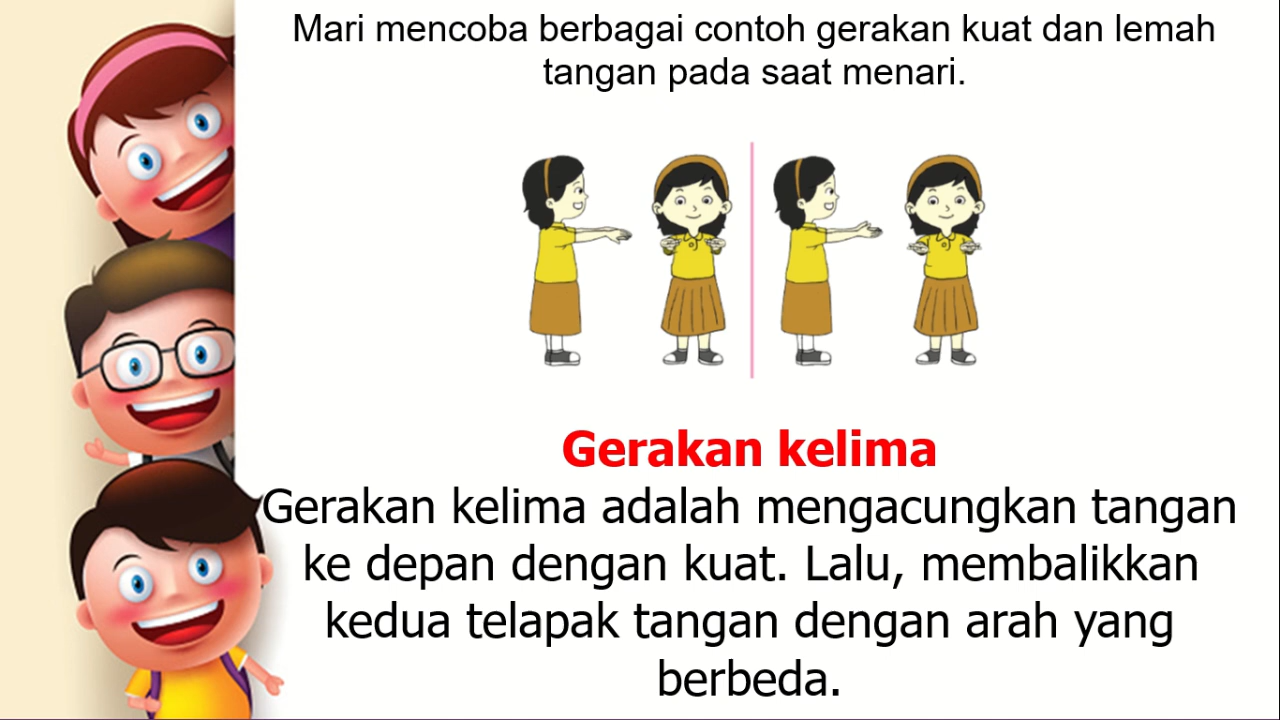 Mari mencoba berbagai contoh gerakan kuat dan lemah
tangan pada saat menari.
Gerakan kelima
Gerakan kelima adalah mengacungkan tangan
ke depan dengan kuat. Lalu, membalikkan
kedua telapak tangan dengan arah yang
berbeda.